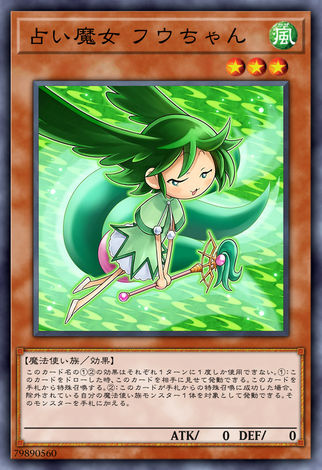 占い魔女 フウちゃん
風
【魔法使い族／効果】
このカード名の①②の効果はそれぞれ１ターンに１度しか使用できない。①：こ
のカードをドローした時、このカードを相手に見せて発動できる。このカードを
手札から特殊召喚する。②：このカードが手札からの特殊召喚に成功した場合、
除外されている自分の魔法使い族モンスター１体を対象として発動できる。そ
のモンスターを手札に加える。
ATK/ 0 DEF/ 0
79890560